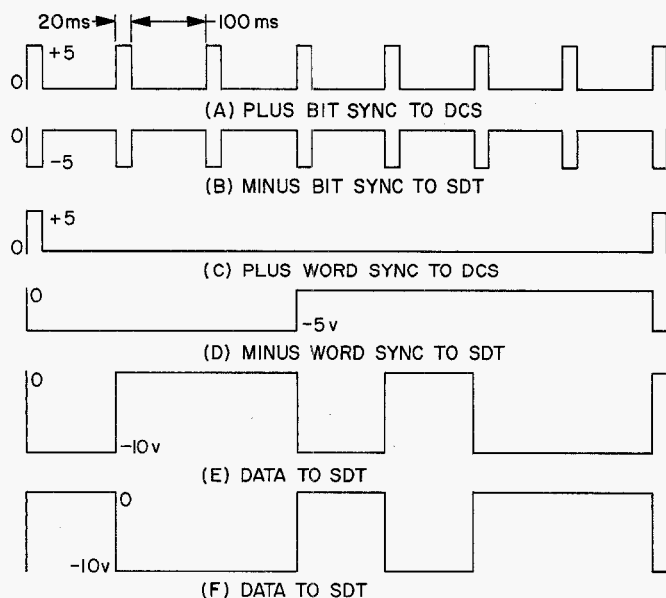 20ms 100 ms
+5
0
(A) PLUS BIT SYNC TO DCS
0
-5
(B) MINUS BIT SYNC TO SDT
+5
0
(C) PLUS WORD SYNC TO DCS
0
-5v
(D) MINUS WORD SYNC TO SDT
0
-10v
(E) DATA TO SDT
0
-10v
(F) DATA TO SDT